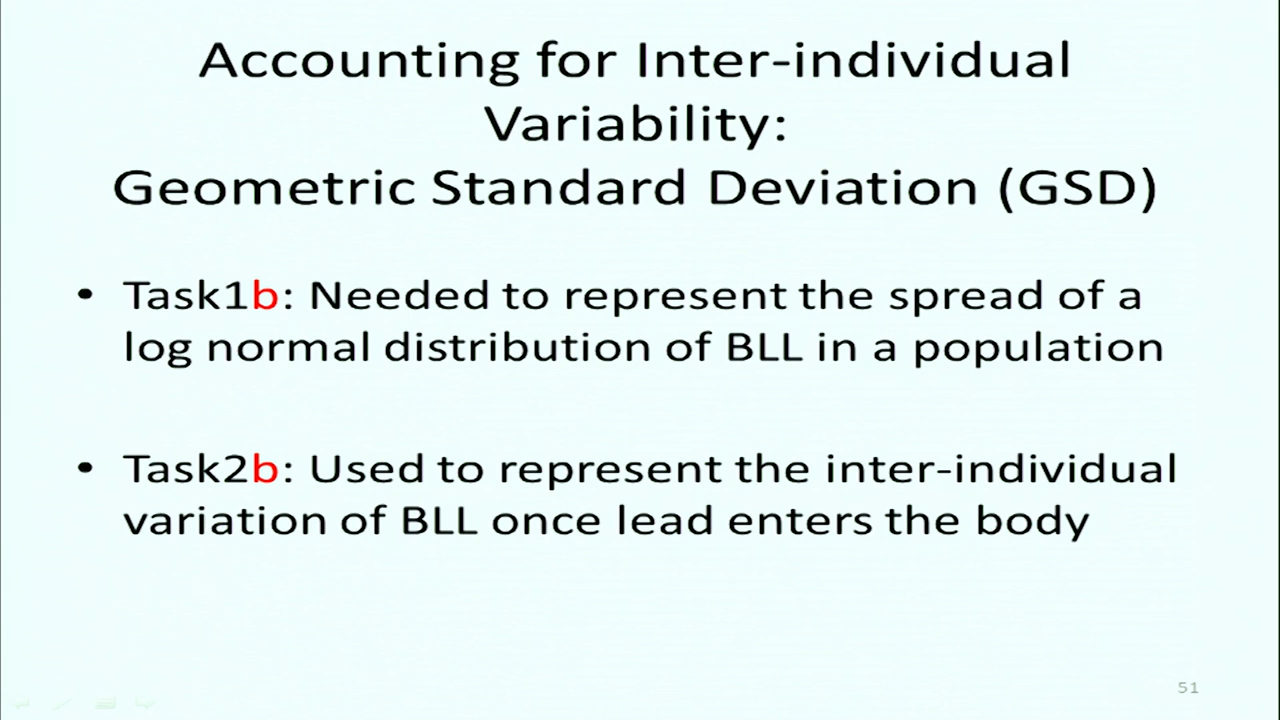 Accounting for Inter-individual
Variability:
Geometric Standard Deviation (GSD)
• Task1b: Needed to represent the spread of a
log normal distribution of BLL in a population
• Task2b: Used to represent the inter-individual
variation of BLL once lead enters the body
51